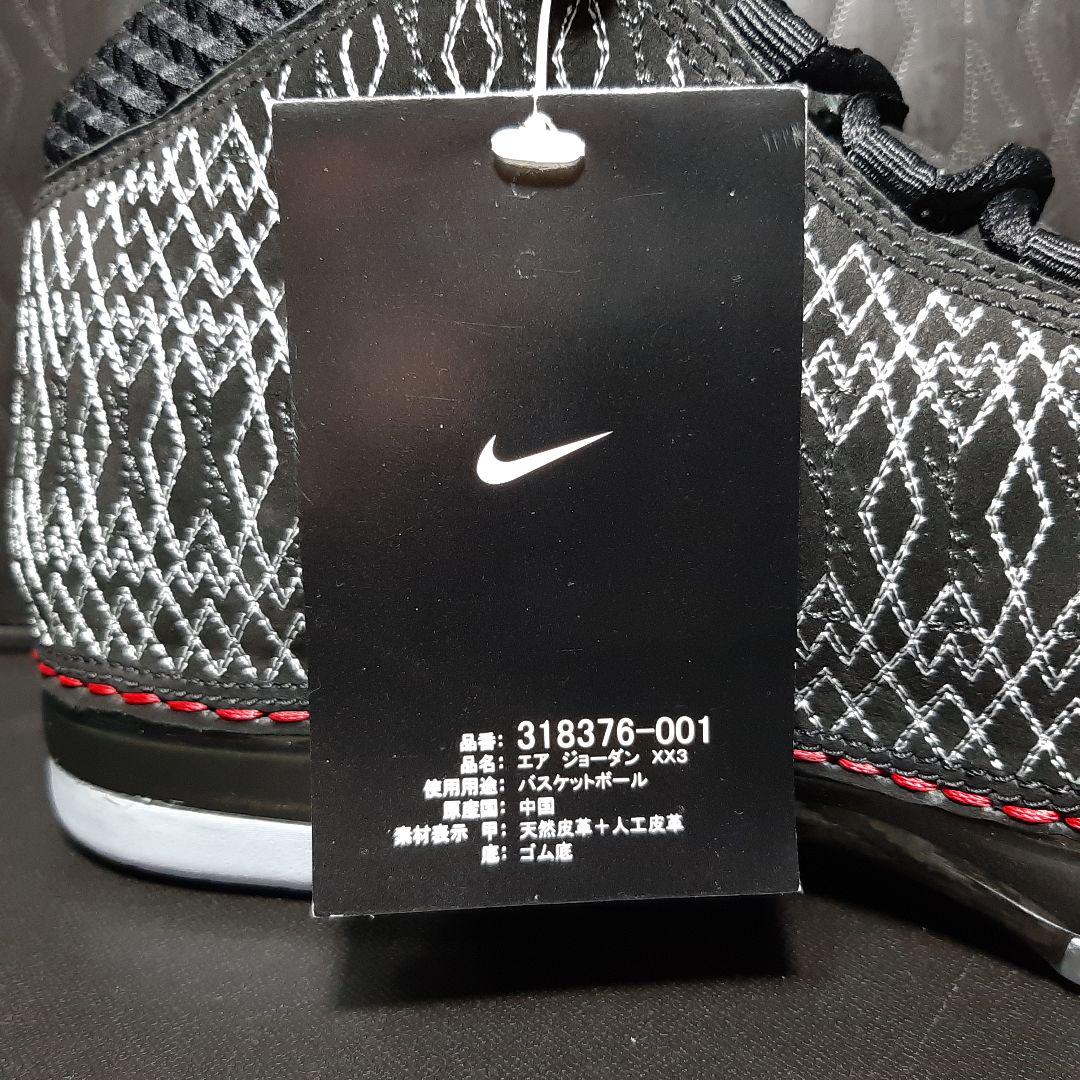 品番: 318376-001
品名: エア ジョーダン XX3
使用用途: バスケットボール
原産国: 中国
素材表示 甲: 天然皮革+人工皮革
底: ゴム底